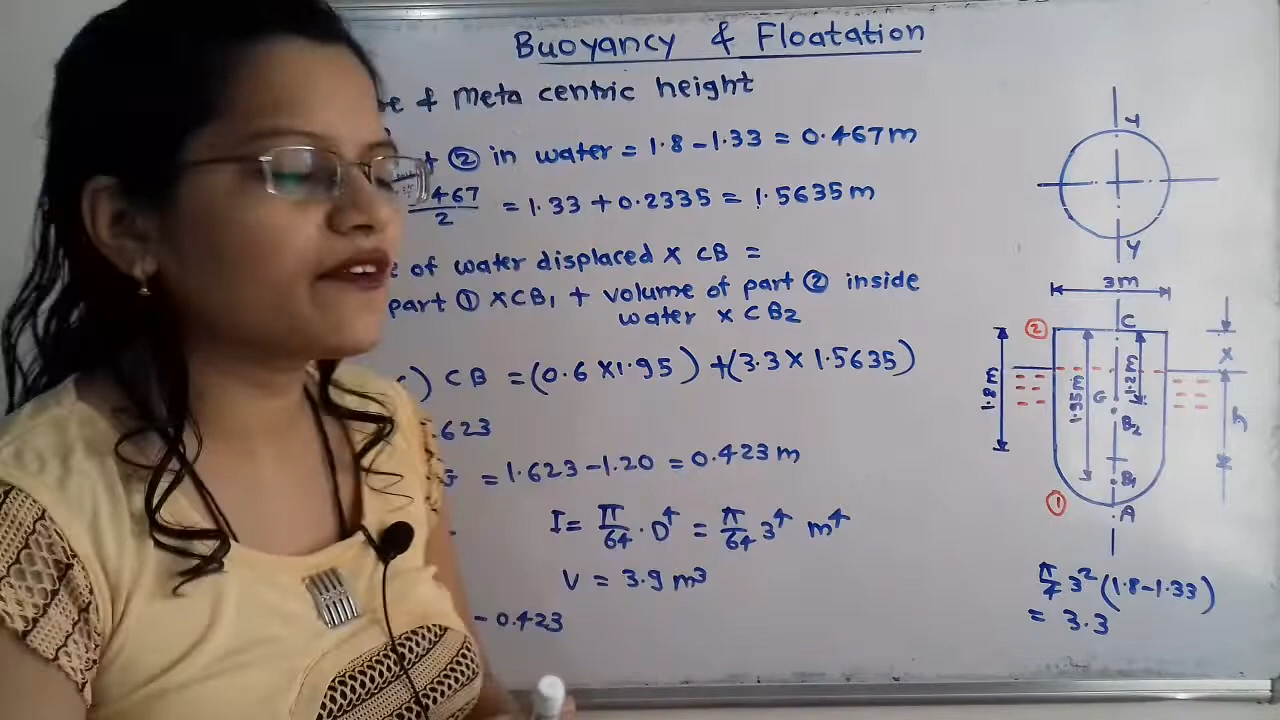 Buoyancy & Floatation
& Meta centric height
② in water = 1.8 - 1.33 = 0.467 m
467/2 = 1.33 + 0.2335 = 1.5635 m
of water displaced × CB =
part ① × CB1 + volume of part ② inside
water × CB2
) CB = (0.6 × 1.95) + (3.3 × 1.5635)
.623
= 1.623 - 1.20 = 0.423 m
I = π/64 . D⁴ = π/64 3⁴ m⁴
V = 3.9 m³
- 0.423
Y
Y
3m
② C
X
1.8 m
1.95m
1.2m
G
B2
B1
① A
π/4 3² (1.8 - 1.33)
= 3.3